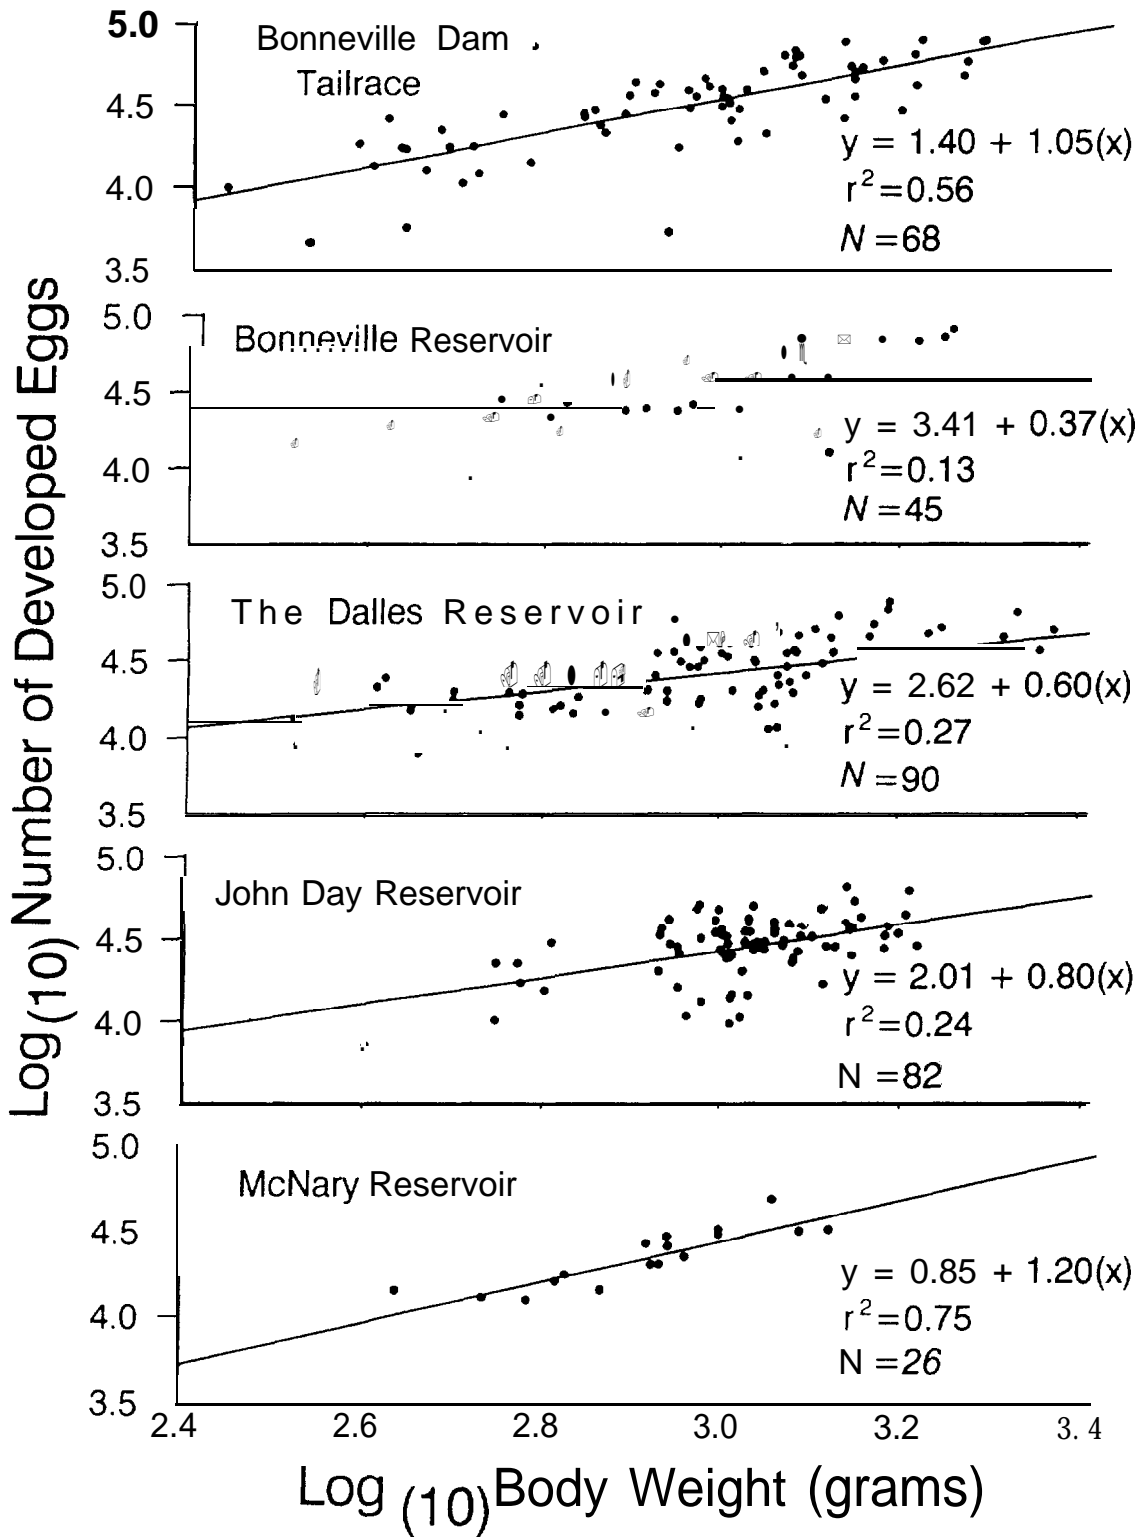 Log (10) Number of Developed Eggs
5.0
4.5
4.0
3.5
Bonneville Dam
Tailrace
y = 1.40 + 1.05(x)
r2=0.56
N =68
5.0
4.5
4.0
3.5
Bonneville Reservoir
y = 3.41 + 0.37(x)
r2=0.13
N =45
5.0
4.5
4.0
3.5
The Dalles Reservoir
y = 2.62 + 0.60(x)
r2=0.27
N =90
5.0
4.5
4.0
3.5
John Day Reservoir
y = 2.01 + 0.80(x)
r2=0.24
N =82
5.0
4.5
4.0
3.5
McNary Reservoir
y = 0.85 + 1.20(x)
r2=0.75
N =26
2.4 2.6 2.8 3.0 3.2 3.4
Log (10) Body Weight (grams)